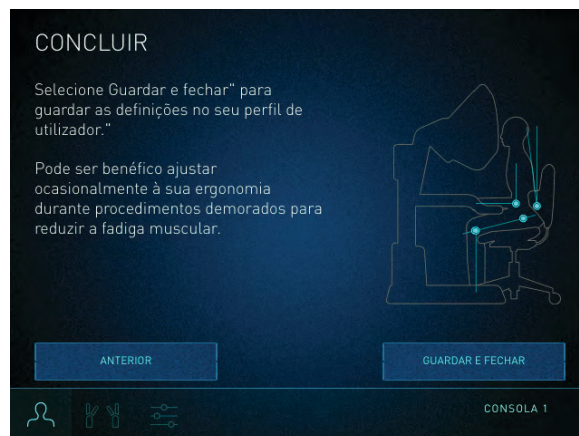 CONCLUIR
Selecione Guardar e fechar" para
guardar as definições no seu perfil de
utilizador."
Pode ser benéfico ajustar
ocasionalmente à sua ergonomia
durante procedimentos demorados para
reduzir a fadiga muscular.
ANTERIOR
GUARDAR E FECHAR
CONSOLA 1